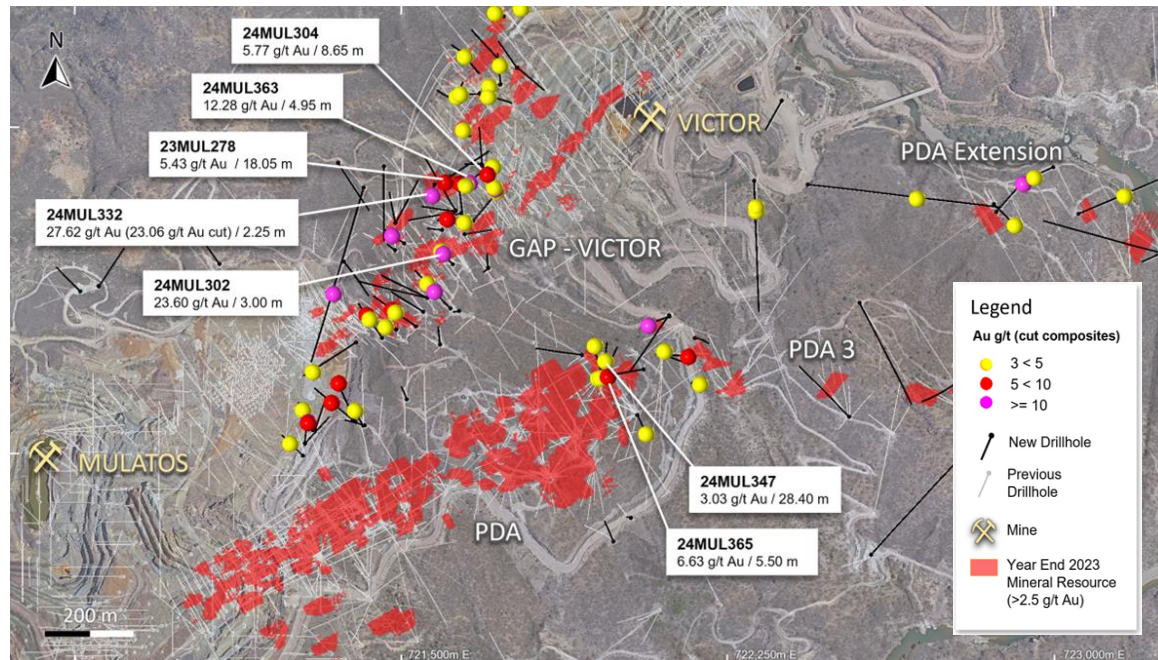 N
24MUL304
5.77 g/t Au / 8.65 m
24MUL363
12.28 g/t Au / 4.95 m
23MUL278
5.43 g/t Au / 18.05 m
24MUL332
27.62 g/t Au (23.06 g/t Au cut) / 2.25 m
24MUL302
23.60 g/t Au / 3.00 m
VICTOR
PDA Extension
GAP - VICTOR
PDA 3
MULATOS
PDA
24MUL347
3.03 g/t Au / 28.40 m
24MUL365
6.63 g/t Au / 5.50 m
Legend
Au g/t (cut composites)
3 < 5
5 < 10
>= 10
New Drillhole
Previous
Drillhole
Mine
Year End 2023
Mineral Resource
(>2.5 g/t Au)
200 m
721,500m E
722,250m E
723,000m E